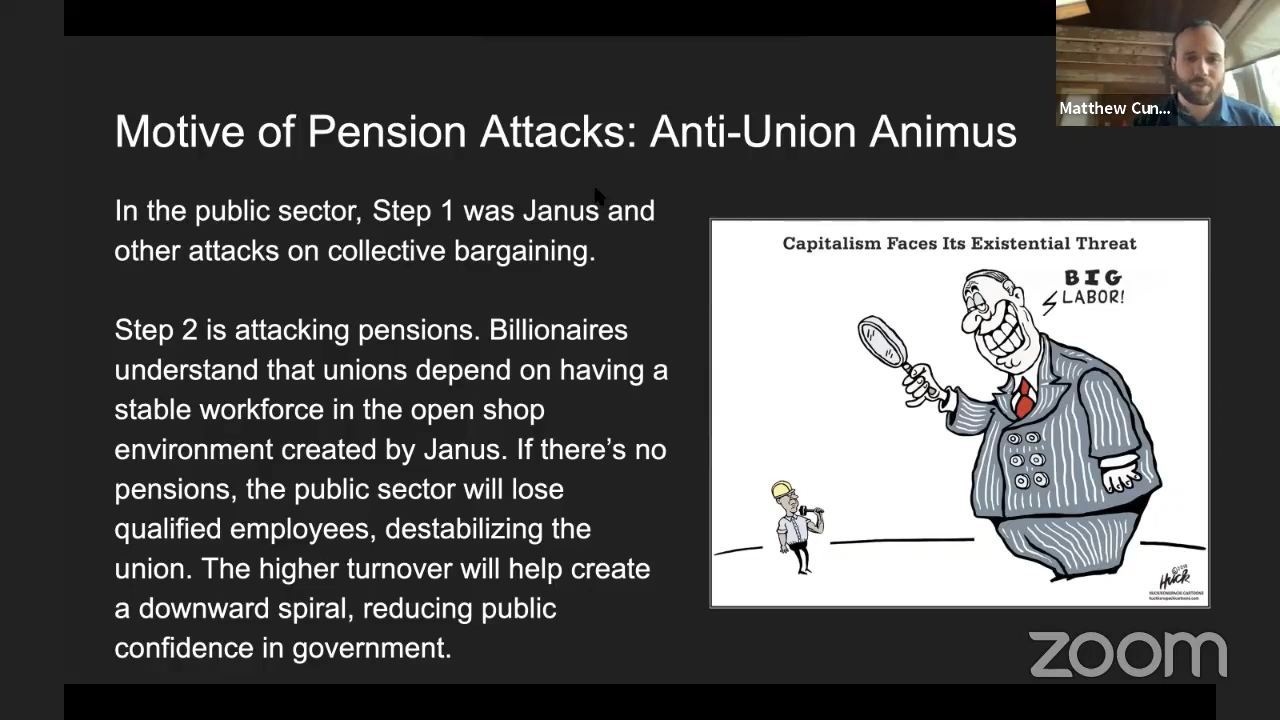 Matthew Cun...
Motive of Pension Attacks: Anti-Union Animus
In the public sector, Step 1 was Janus and
other attacks on collective bargaining.
Step 2 is attacking pensions. Billionaires
understand that unions depend on having a
stable workforce in the open shop
environment created by Janus. If there’s no
pensions, the public sector will lose
qualified employees, destabilizing the
union. The higher turnover will help create
a downward spiral, reducing public
confidence in government.
Capitalism Faces Its Existential Threat
BIG
LABOR!
Huck
zoom